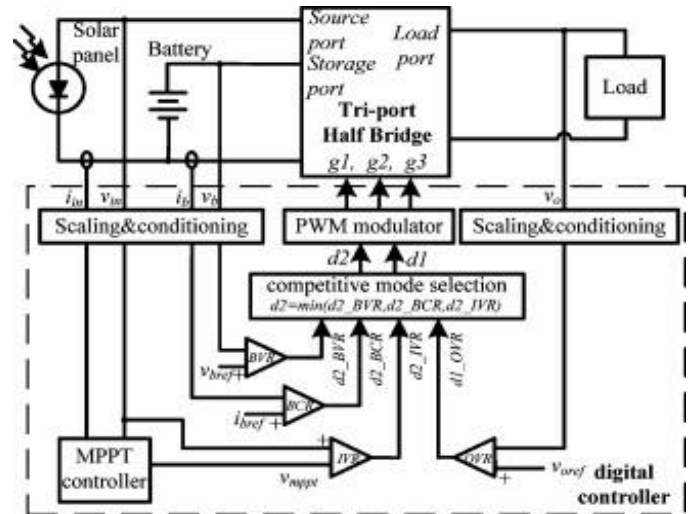 Solar
panel
Battery
Source
port
Storage
port
Load
port
Tri-port
Half Bridge
g1, g2, g3
Load
i_in
v_in
i_b
v_b
v_o
Scaling&conditioning
PWM modulator
Scaling&conditioning
d2
d1
competitive mode selection
d2=min(d2_BVR,d2_BCR,d2_IVR)
d2_BVR
d2_BCR
d2_IVR
d1_OVR
BVR
v_bref+
BCR
i_bref
+
MPPT
controller
+
IVR
v_mppt
OVR
+
v_oref
digital
controller